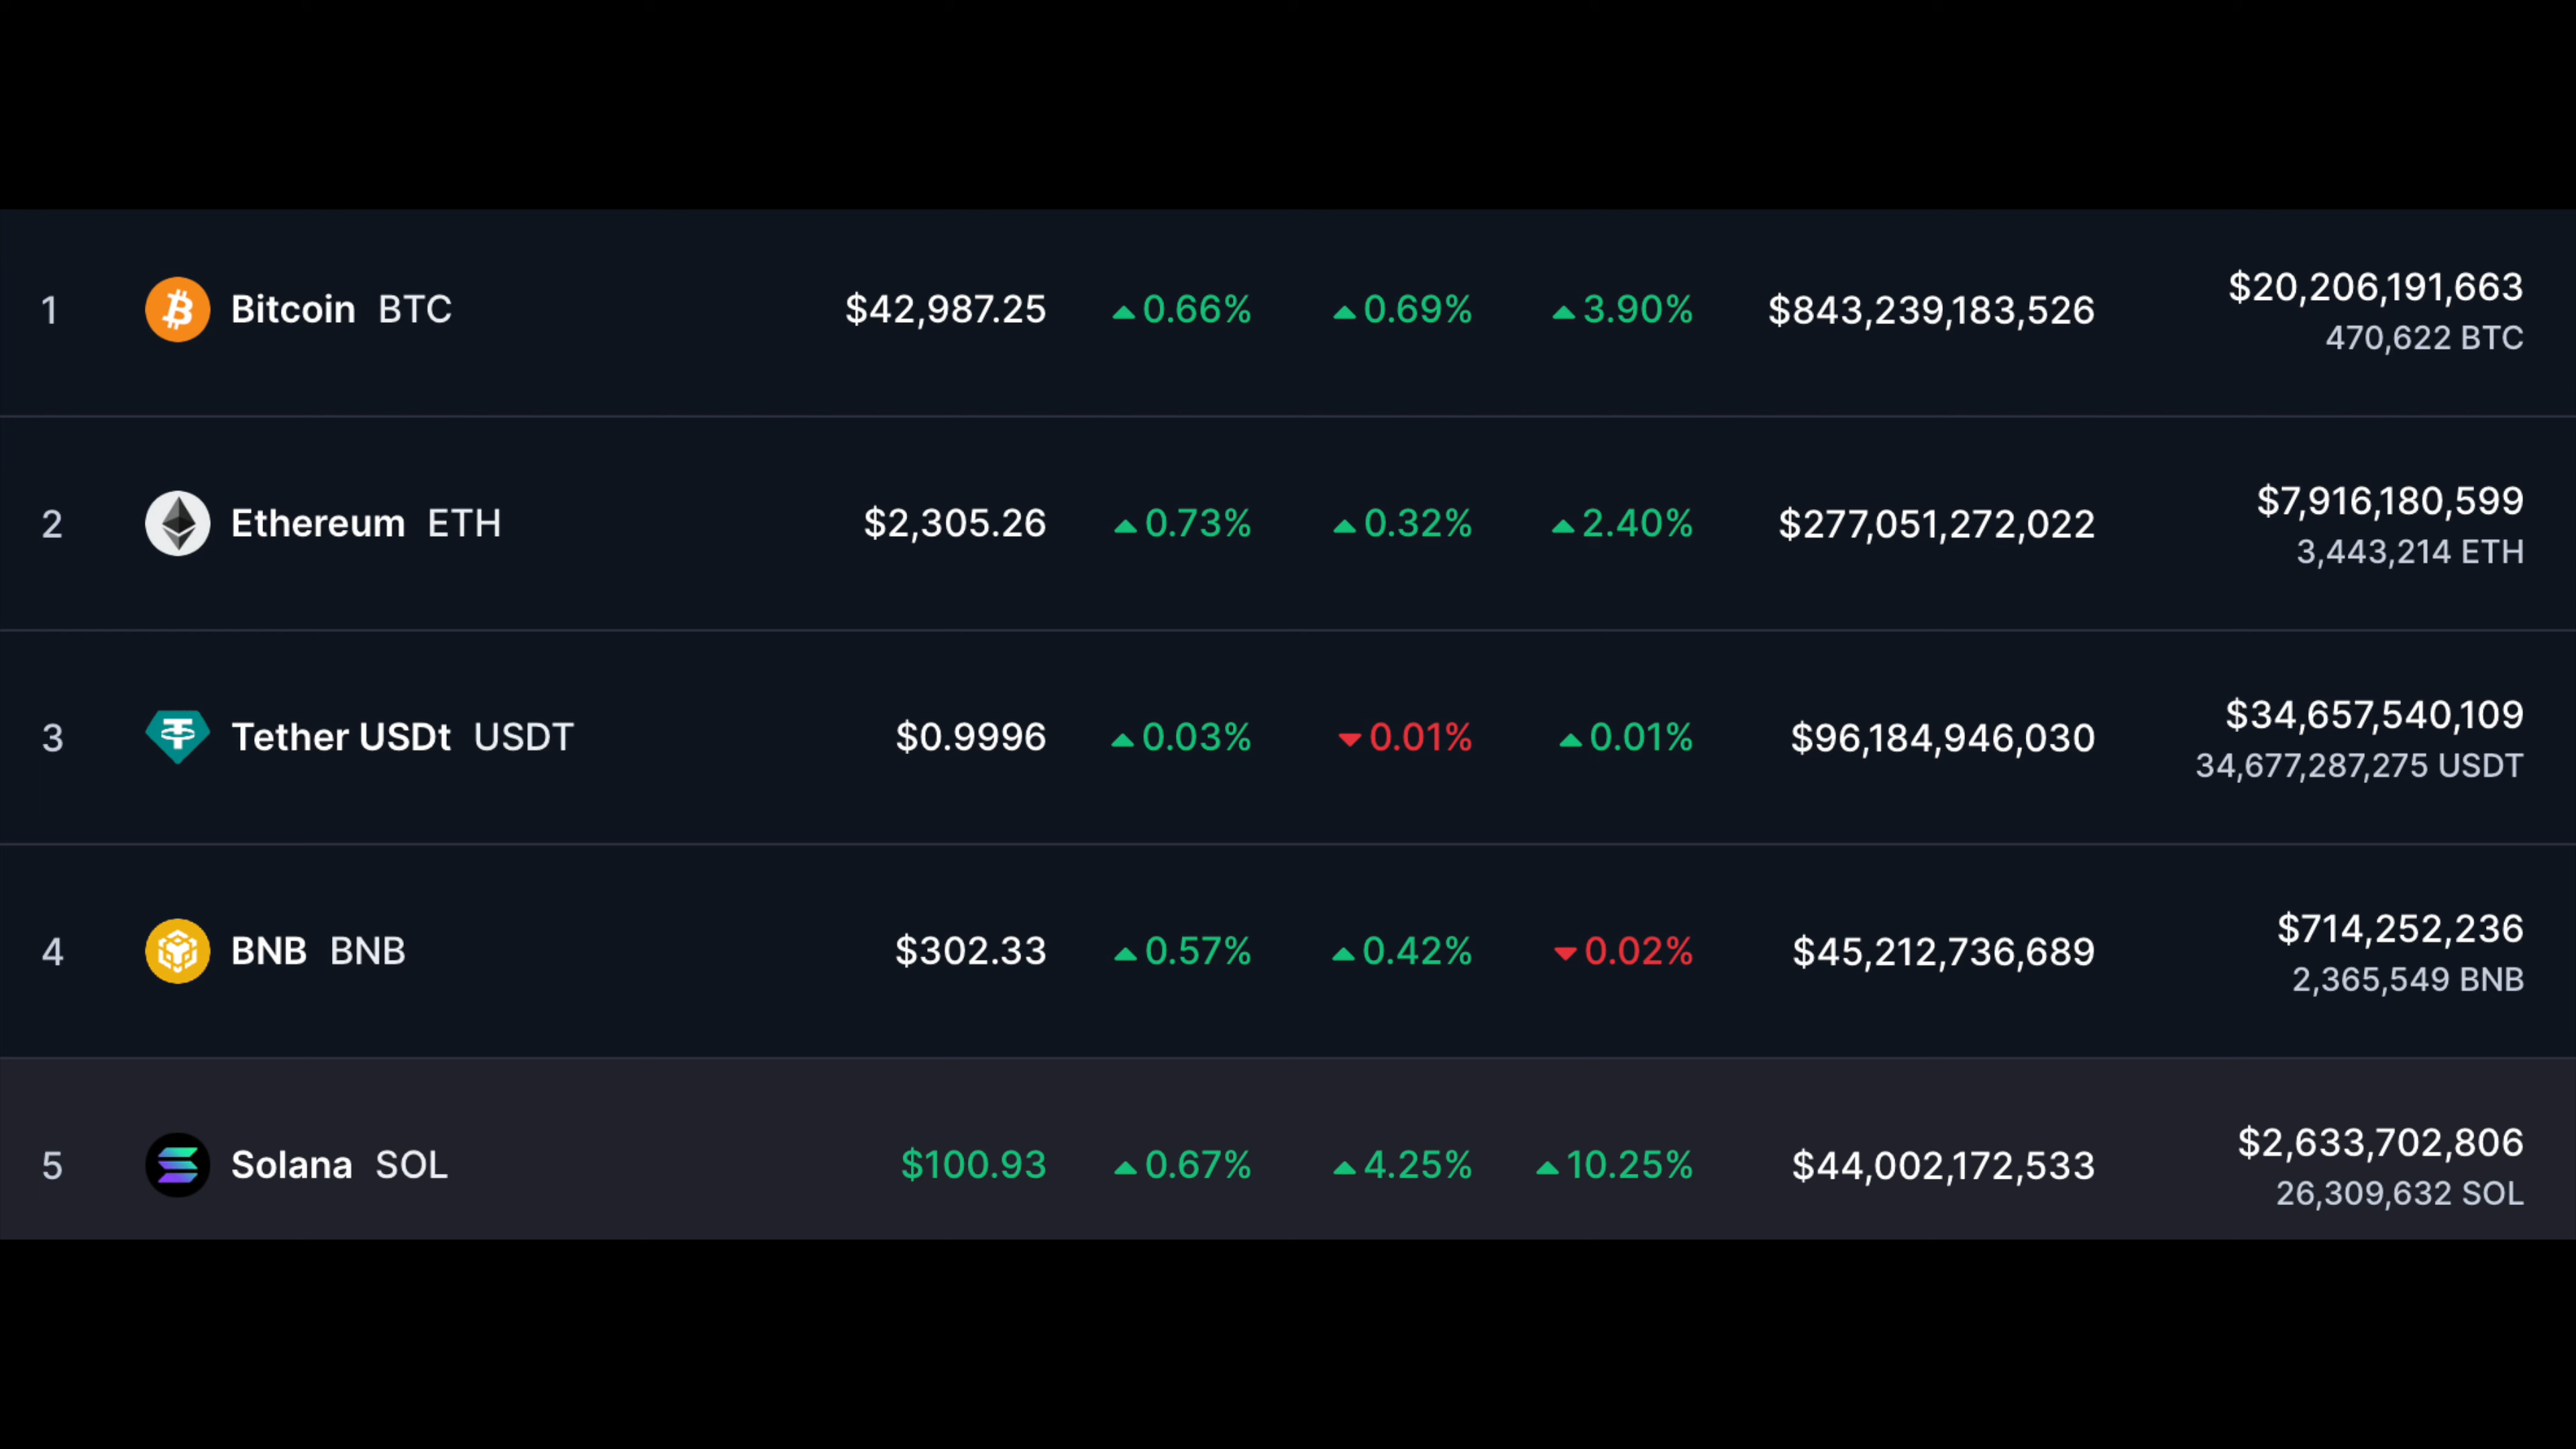 1 Bitcoin BTC $42,987.25 ▲0.66% ▲0.69% ▲3.90% $843,239,183,526 $20,206,191,663
470,622 BTC
2 Ethereum ETH $2,305.26 ▲0.73% ▲0.32% ▲2.40% $277,051,272,022 $7,916,180,599
3,443,214 ETH
3 Tether USDt USDT $0.9996 ▲0.03% ▼0.01% ▲0.01% $96,184,946,030 $34,657,540,109
34,677,287,275 USDT
4 BNB BNB $302.33 ▲0.57% ▲0.42% ▼0.02% $45,212,736,689 $714,252,236
2,365,549 BNB
5 Solana SOL $100.93 ▲0.67% ▲4.25% ▲10.25% $44,002,172,533 $2,633,702,806
26,309,632 SOL